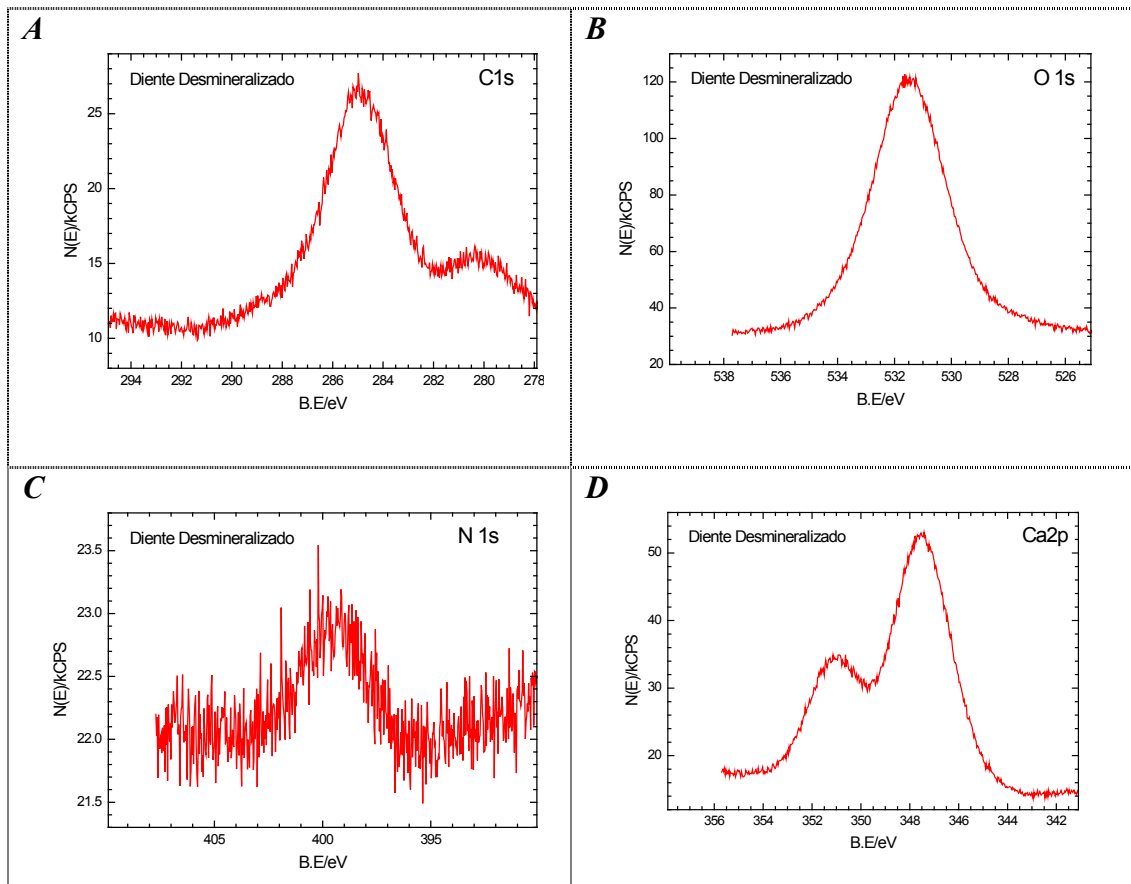 A
Diente Desmineralizado
C1s
25
20
15
10
N(E)/kCPS
294 292 290 288 286 284 282 280 278
B.E/eV
B
Diente Desmineralizado
O 1s
120
100
80
60
40
20
N(E)/kCPS
538 536 534 532 530 528 526
B.E/eV
C
Diente Desmineralizado
N 1s
23.5
23.0
22.5
22.0
21.5
N(E)/kCPS
405 400 395
B.E/eV
D
Diente Desmineralizado
Ca2p
50
40
30
20
N(E)/kCPS
356 354 352 350 348 346 344 342
B.E/eV